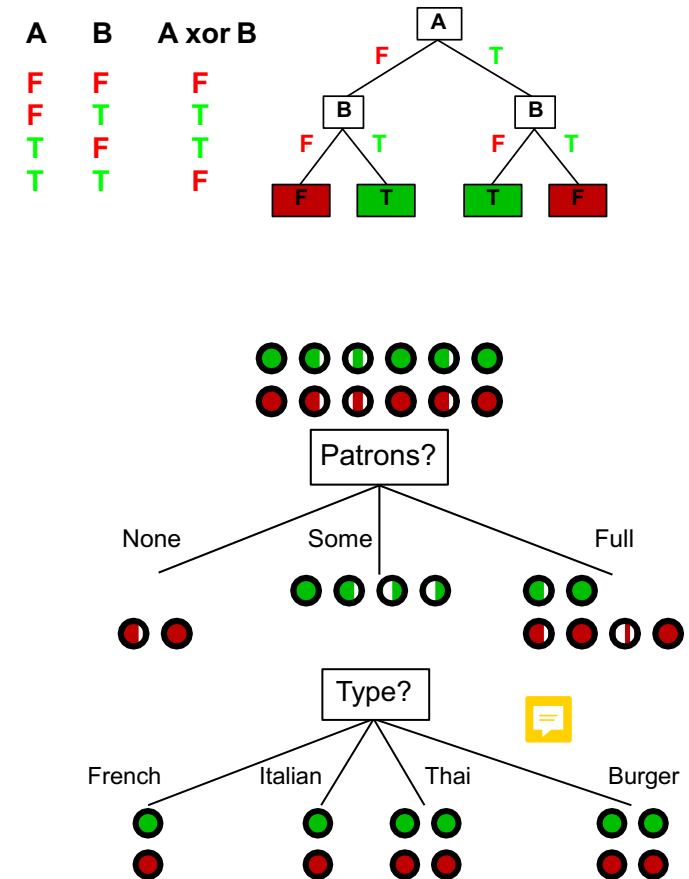 A B A xor B
F F F
F T T
T F T
T T F
A
F T
B B
F T F T
F T T F
Patrons?
None Some Full
Type?
French Italian Thai Burger